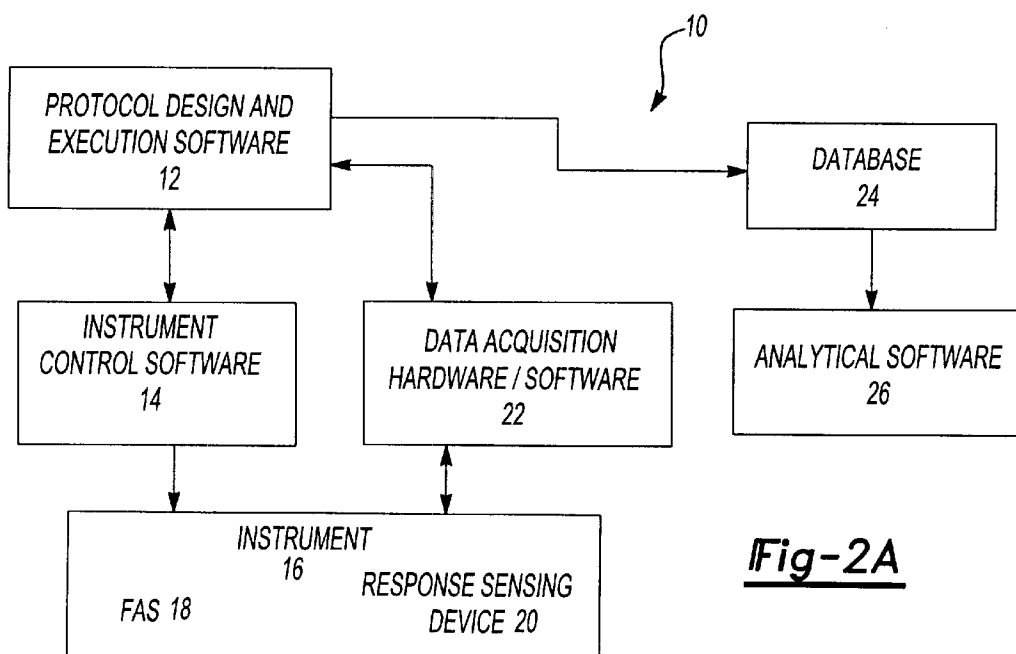 10
PROTOCOL DESIGN AND
EXECUTION SOFTWARE
12
DATABASE
24
INSTRUMENT
CONTROL SOFTWARE
14
DATA ACQUISITION
HARDWARE / SOFTWARE
22
ANALYTICAL SOFTWARE
26
INSTRUMENT
16
FAS 18
RESPONSE SENSING
DEVICE 20
Fig-2A